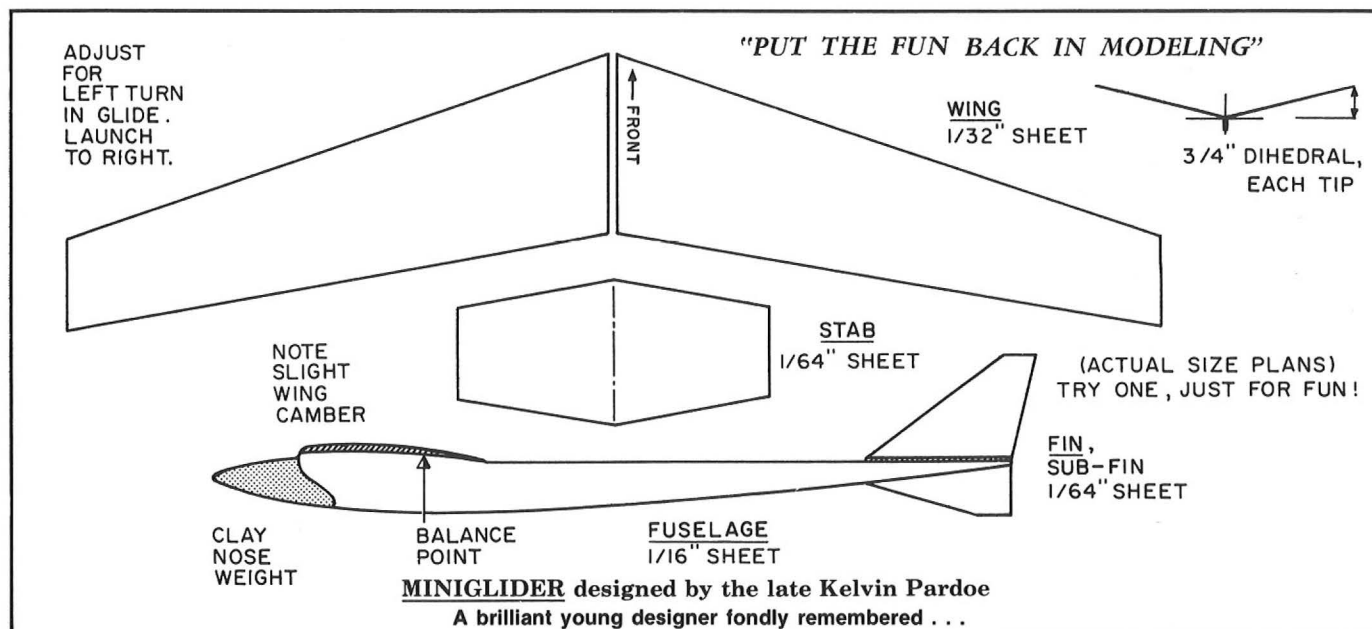 "PUT THE FUN BACK IN MODELING"
ADJUST
FOR
LEFT TURN
IN GLIDE.
LAUNCH
TO RIGHT.
FRONT
WING
1/32" SHEET
3/4" DIHEDRAL,
EACH TIP
STAB
1/64" SHEET
(ACTUAL SIZE PLANS)
TRY ONE, JUST FOR FUN!
NOTE
SLIGHT
WING
CAMBER
FIN,
SUB-FIN
1/64" SHEET
CLAY
NOSE
WEIGHT
BALANCE
POINT
FUSELAGE
1/16" SHEET
MINIGLIDER designed by the late Kelvin Pardoe
A brilliant young designer fondly remembered . . .